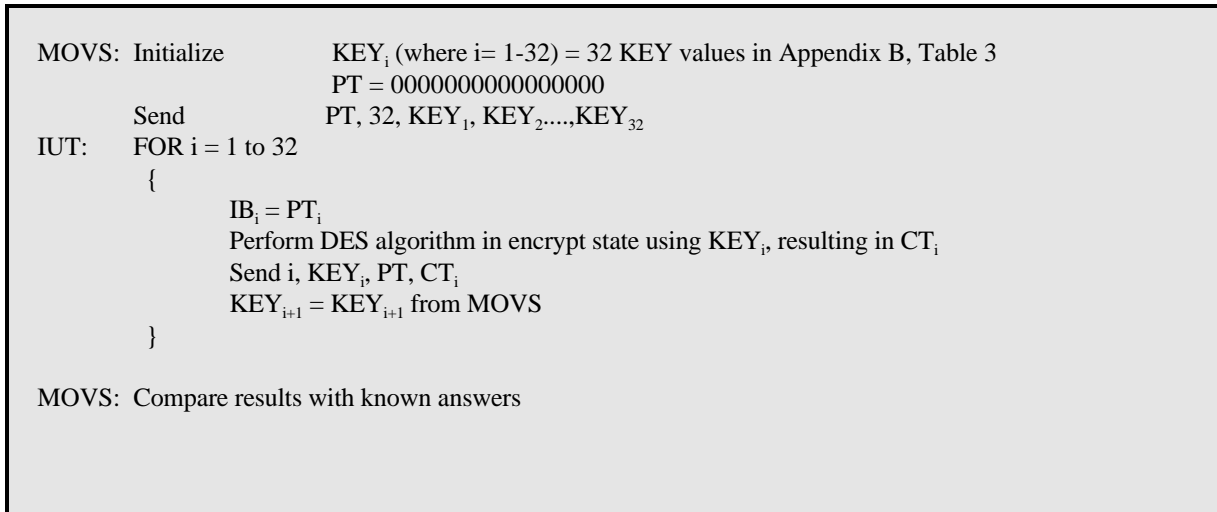 MOVS: Initialize KEYi (where i= 1-32) = 32 KEY values in Appendix B, Table 3
PT = 0000000000000000
Send PT, 32, KEY1, KEY2....,KEY32
IUT: FOR i = 1 to 32
{
IBi = PTi
Perform DES algorithm in encrypt state using KEYi, resulting in CTi
Send i, KEYi, PT, CTi
KEYi+1 = KEYi+1 from MOVS
}
MOVS: Compare results with known answers